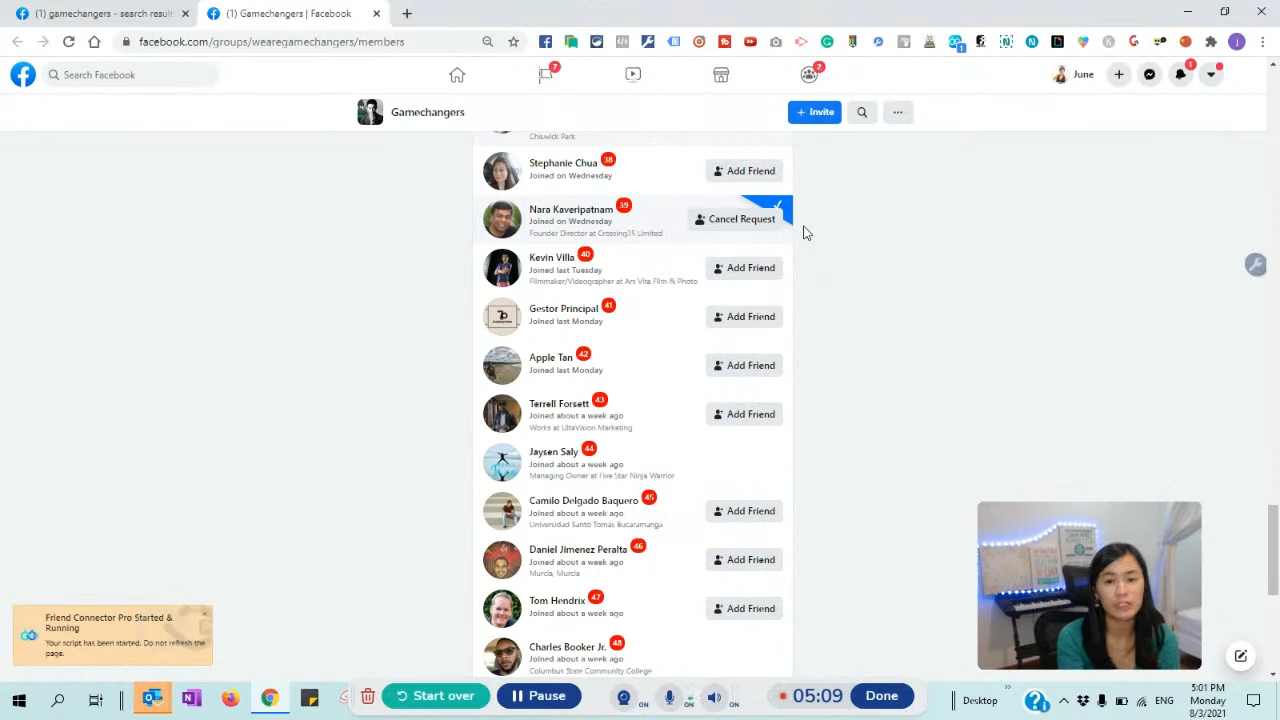 (1) gamechangers - search results
(1) Gamechangers | Facebook
facebook.com/groups/wearegamechangers/members
Search Facebook
7
2
June
1
Gamechangers
+ Invite
Chiswick Park
Stephanie Chua 38
Joined on Wednesday
Add Friend
Nara Kaveripatnam 39
Joined on Wednesday
Founder Director at Crossing35 Limited
Cancel Request
Kevin Villa 40
Joined last Tuesday
Filmmaker/Videographer at Ars Vita Film & Photo
Add Friend
Gestor Principal 41
Joined last Monday
Add Friend
Apple Tan 42
Joined last Monday
Add Friend
Terrell Forsett 43
Joined about a week ago
Works at UltaVision Marketing
Add Friend
Jaysen Saly 44
Joined about a week ago
Managing Owner at Five Star Ninja Warrior
Camilo Delgado Baquero 45
Joined about a week ago
Universidad Santo Tomás Bucaramanga
Add Friend
Daniel Jimenez Peralta 46
Joined about a week ago
Murcia, Murcia
Add Friend
Tom Hendrix 47
Joined about a week ago
Add Friend
Charles Booker Jr. 48
Joined about a week ago
Columbus State Community College
Friend Connector Pro Started &
Running
Your script has been started. Do not refresh the
page.
Start over
Pause
ON
ON
ON
05:09
Done
Desktop
ENG
5:01 PM
Monday
8/3/2021